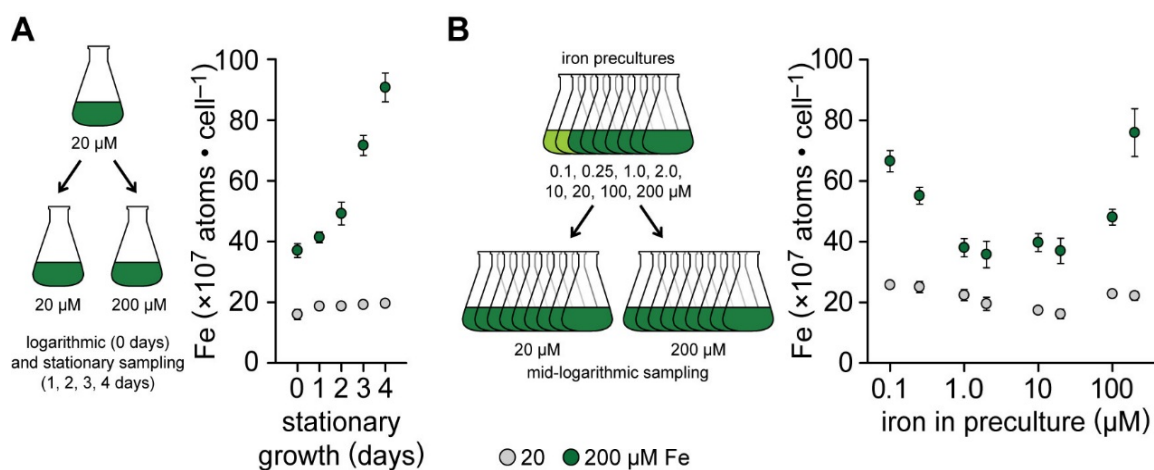 A
20 µM
20 µM
200 µM
logarithmic (0 days)
and stationary sampling
(1, 2, 3, 4 days)
Fe (×10⁷ atoms • cell⁻¹)
100
80
60
40
20
0
0 1 2 3 4
stationary
growth (days)
B
iron precultures
0.1, 0.25, 1.0, 2.0,
10, 20, 100, 200 µM
20 µM
200 µM
mid-logarithmic sampling
Fe (×10⁷ atoms • cell⁻¹)
100
80
60
40
20
0
0.1 1.0 10 100
iron in preculture (µM)
20 200 µM Fe